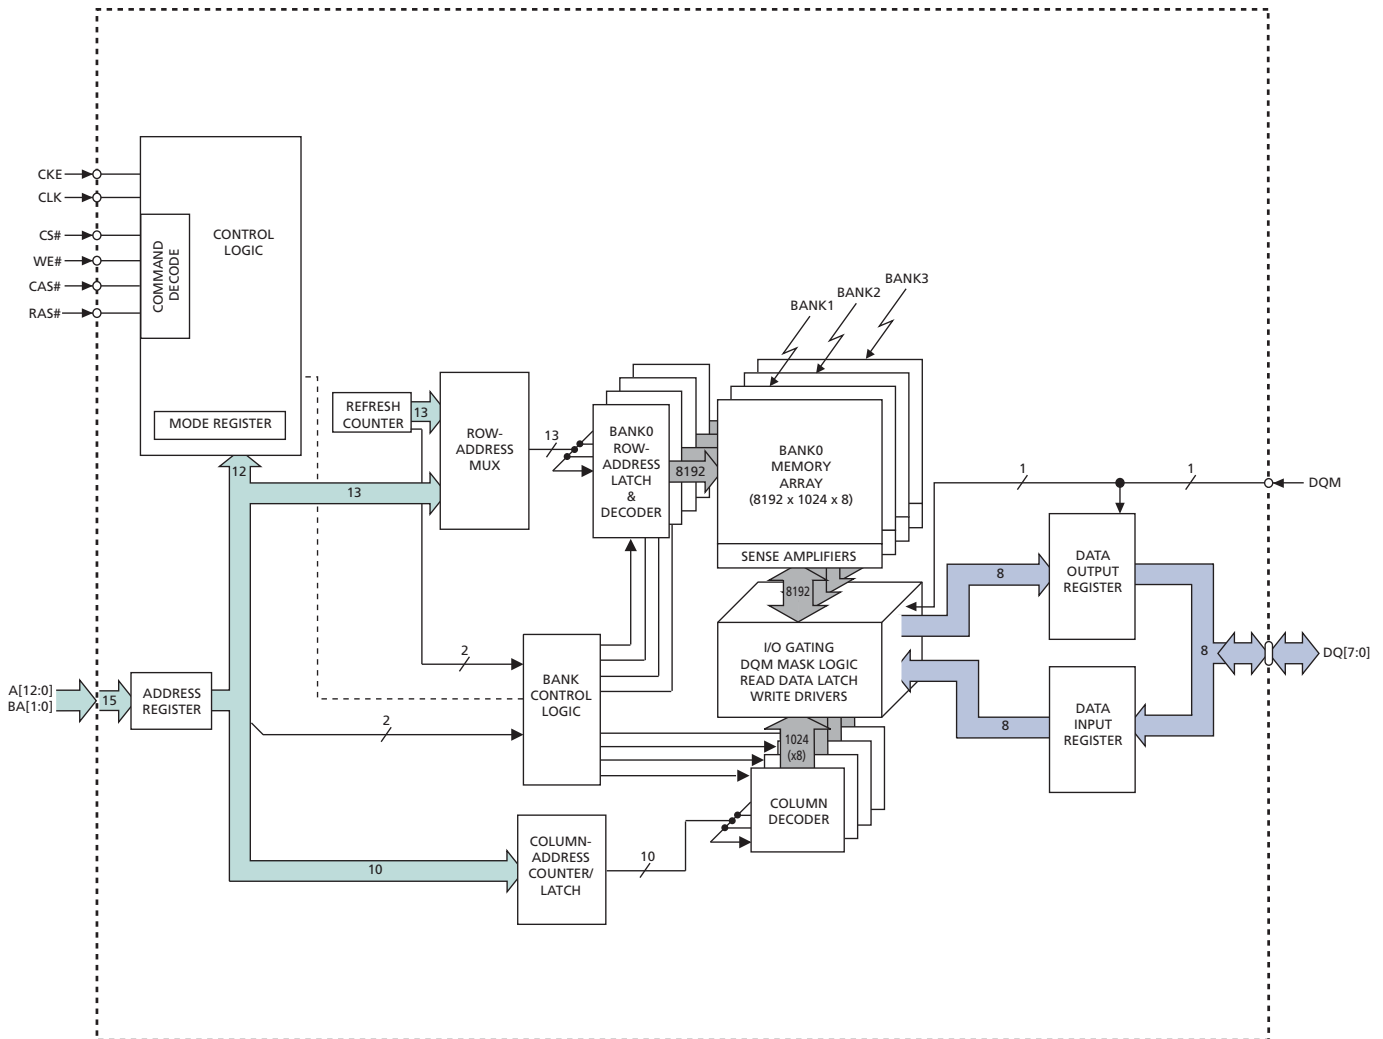 CKE
CLK
CS#
WE#
CAS#
RAS#
COMMAND
DECODE
CONTROL
LOGIC
MODE REGISTER
12
A[12:0]
BA[1:0]
15
ADDRESS
REGISTER
REFRESH
COUNTER
13
13
ROW-
ADDRESS
MUX
13
BANK0
ROW-
ADDRESS
LATCH
&
DECODER
8192
BANK1
BANK2
BANK3
BANK0
MEMORY
ARRAY
(8192 x 1024 x 8)
SENSE AMPLIFIERS
8192
I/O GATING
DQM MASK LOGIC
READ DATA LATCH
WRITE DRIVERS
2
2
BANK
CONTROL
LOGIC
1024
(x8)
COLUMN
DECODER
10
COLUMN-
ADDRESS
COUNTER/
LATCH
10
1
1
DQM
8
DATA
OUTPUT
REGISTER
8
DQ[7:0]
8
DATA
INPUT
REGISTER